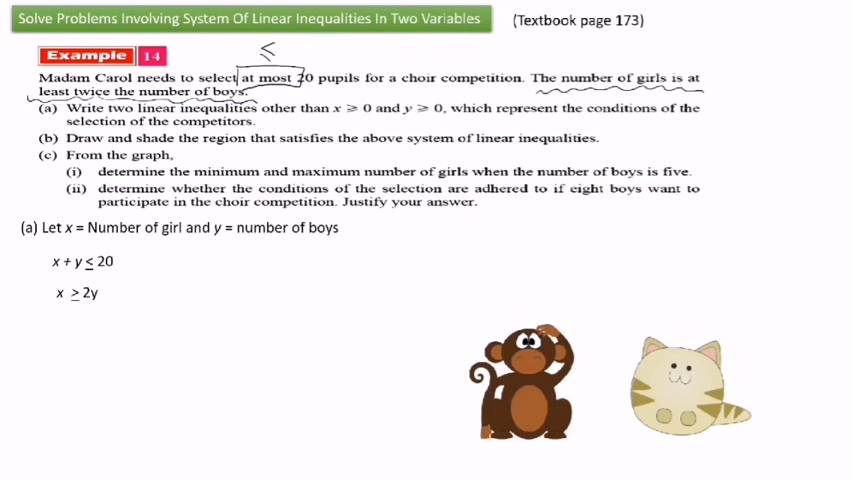 Solve Problems Involving System Of Linear Inequalities In Two Variables
(Textbook page 173)
Example 14
≤
Madam Carol needs to select at most 20 pupils for a choir competition. The number of girls is at
least twice the number of boys.
(a) Write two linear inequalities other than x ≥ 0 and y ≥ 0, which represent the conditions of the
selection of the competitors.
(b) Draw and shade the region that satisfies the above system of linear inequalities.
(c) From the graph,
(i) determine the minimum and maximum number of girls when the number of boys is five.
(ii) determine whether the conditions of the selection are adhered to if eight boys want to
participate in the choir competition. Justify your answer.
(a) Let x = Number of girl and y = number of boys
x + y ≤ 20
x ≥ 2y